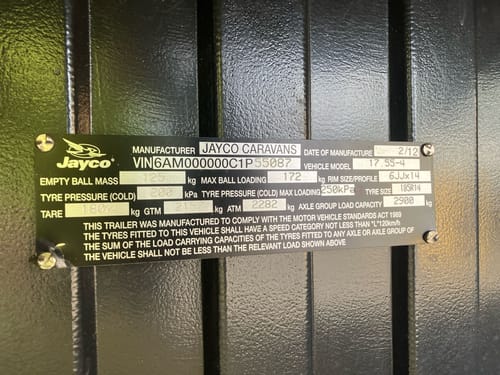 MANUFACTURER JAYCO CARAVANS DATE OF MANUFACTURE 2/12
Jayco VIN 6AM000000C1P55087 VEHICLE MODEL 17.55-4
EMPTY BALL MASS 125 kg MAX BALL LOADING 172 kg RIM SIZE/PROFILE 6JJx14
TYRE PRESSURE (COLD) kPa TYRE PRESSURE (COLD) MAX LOADING 250kPa TYRE SIZE 185R14
TARE kg GTM kg ATM 2282 kg AXLE GROUP LOAD CAPACITY 2900 kg
THIS TRAILER WAS MANUFACTURED TO COMPLY WITH THE MOTOR VEHICLE STANDARDS ACT 1989
THE TYRES FITTED TO THIS VEHICLE SHALL HAVE A SPEED CATEGORY NOT LESS THAN "L"120km/h
THE SUM OF THE LOAD CARRYING CAPACITIES OF THE TYRES FITTED TO ANY AXLE OR AXLE GROUP OF
THE VEHICLE SHALL NOT BE LESS THAN THE RELEVANT LOAD SHOWN ABOVE